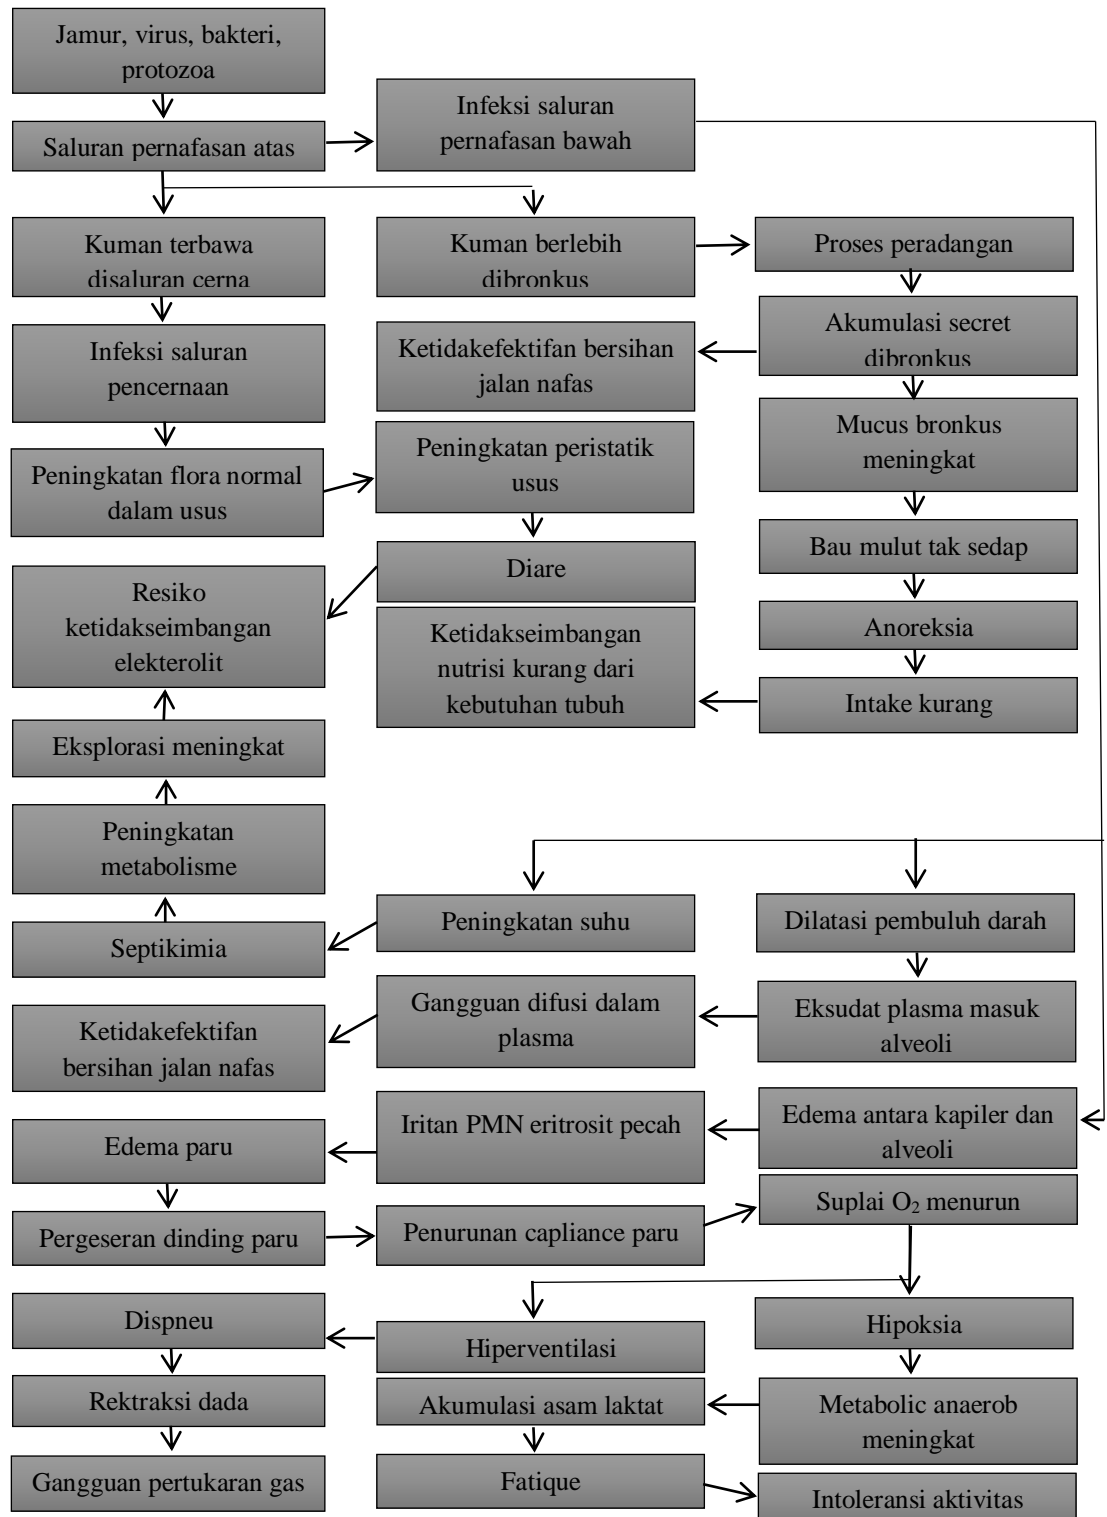 Jamur, virus, bakteri,
protozoa
Saluran pernafasan atas
Infeksi saluran
pernafasan bawah
Kuman terbawa
disaluran cerna
Kuman berlebih
dibronkus
Proses peradangan
Infeksi saluran
pencernaan
Ketidakefektifan bersihan
jalan nafas
Akumulasi secret
dibronkus
Mucus bronkus
meningkat
Peningkatan flora normal
dalam usus
Peningkatan peristatik
usus
Bau mulut tak sedap
Diare
Resiko
ketidakseimbangan
elekterolit
Anoreksia
Ketidakseimbangan
nutrisi kurang dari
kebutuhan tubuh
Intake kurang
Eksplorasi meningkat
Peningkatan
metabolisme
Septikimia
Peningkatan suhu
Dilatasi pembuluh darah
Ketidakefektifan
bersihan jalan nafas
Gangguan difusi dalam
plasma
Eksudat plasma masuk
alveoli
Edema paru
Iritan PMN eritrosit pecah
Edema antara kapiler dan
alveoli
Pergeseran dinding paru
Penurunan capliance paru
Suplai O₂ menurun
Dispneu
Hiperventilasi
Hipoksia
Rektraksi dada
Akumulasi asam laktat
Metabolic anaerob
meningkat
Gangguan pertukaran gas
Fatique
Intoleransi aktivitas